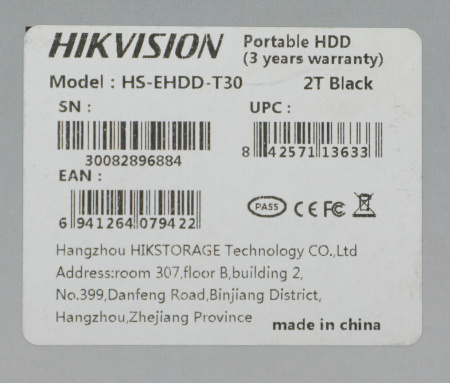 HIKVISION Portable HDD
(3 years warranty)
Model : HS-EHDD-T30 2T Black
SN : UPC :
30082896884 8 42571 13633
EAN :
6 941264 079422
PASS CE FC
Hangzhou HIKSTORAGE Technology CO.,Ltd
Address:room 307,floor B,building 2,
No.399,Danfeng Road,Binjiang District,
Hangzhou,Zhejiang Province
made in china